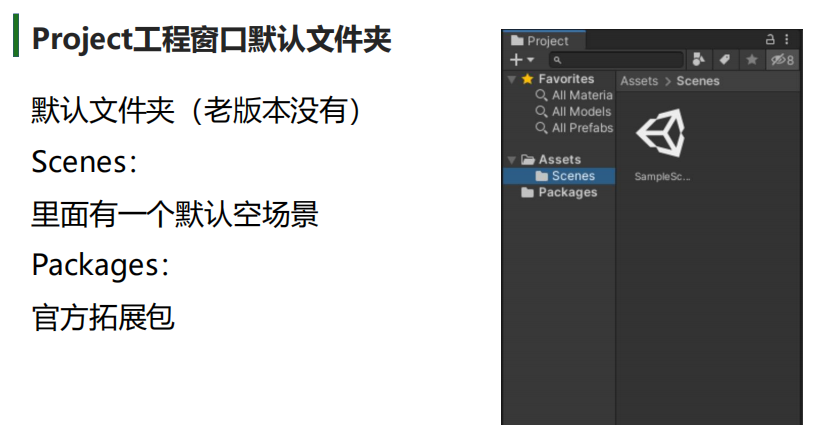 Project工程窗口默认文件夹
默认文件夹（老版本没有）
Scenes：
里面有一个默认空场景
Packages：
官方拓展包
Project
8
Favorites
All Materia
All Models
All Prefabs
Assets
Scenes
Packages
Assets > Scenes
SampleSc...